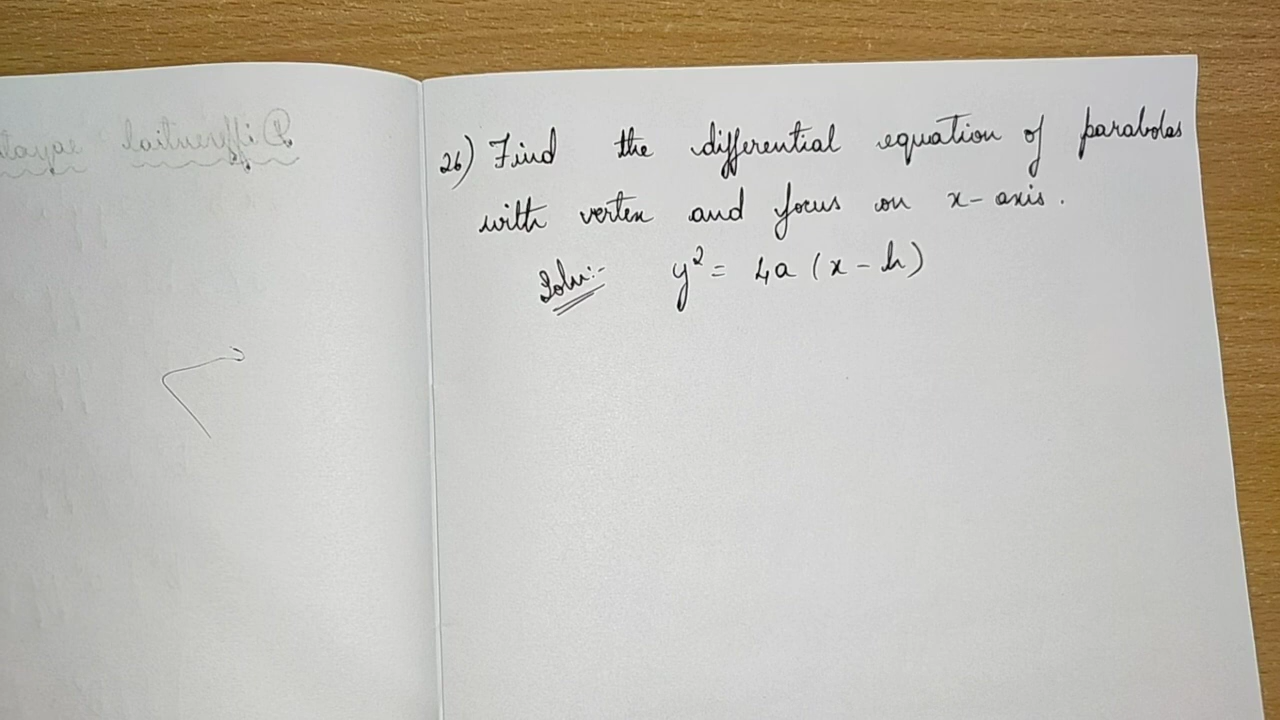 26) Find the differential equation of parabolas
with vertex and focus on x-axis.
Soln:- y² = 4a (x - h)